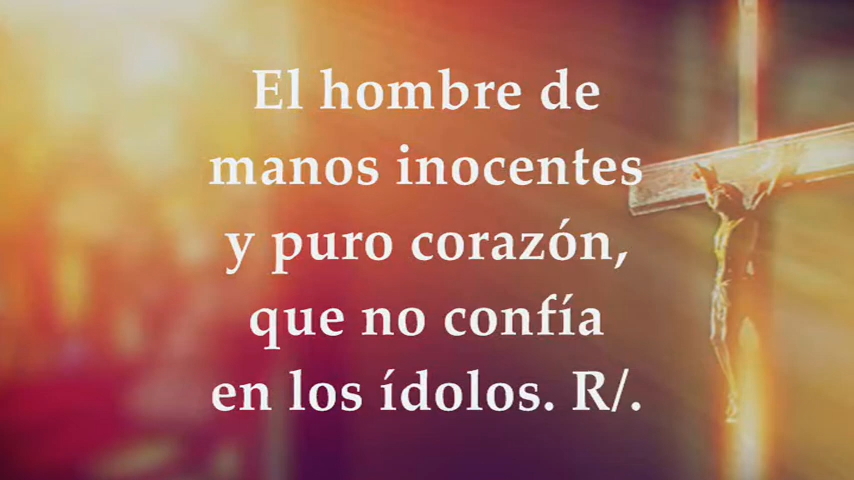 El hombre de
manos inocentes
y puro corazón,
que no confía
en los ídolos. R/.